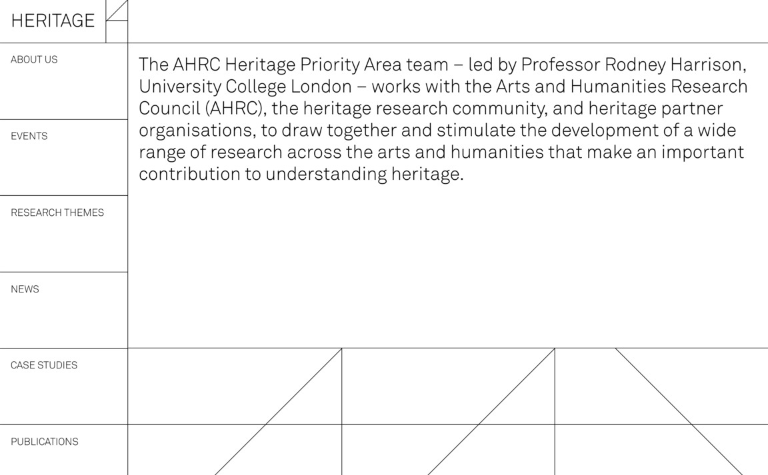 HERITAGE
ABOUT US
EVENTS
RESEARCH THEMES
NEWS
CASE STUDIES
PUBLICATIONS
The AHRC Heritage Priority Area team – led by Professor Rodney Harrison,
University College London – works with the Arts and Humanities Research
Council (AHRC), the heritage research community, and heritage partner
organisations, to draw together and stimulate the development of a wide
range of research across the arts and humanities that make an important
contribution to understanding heritage.